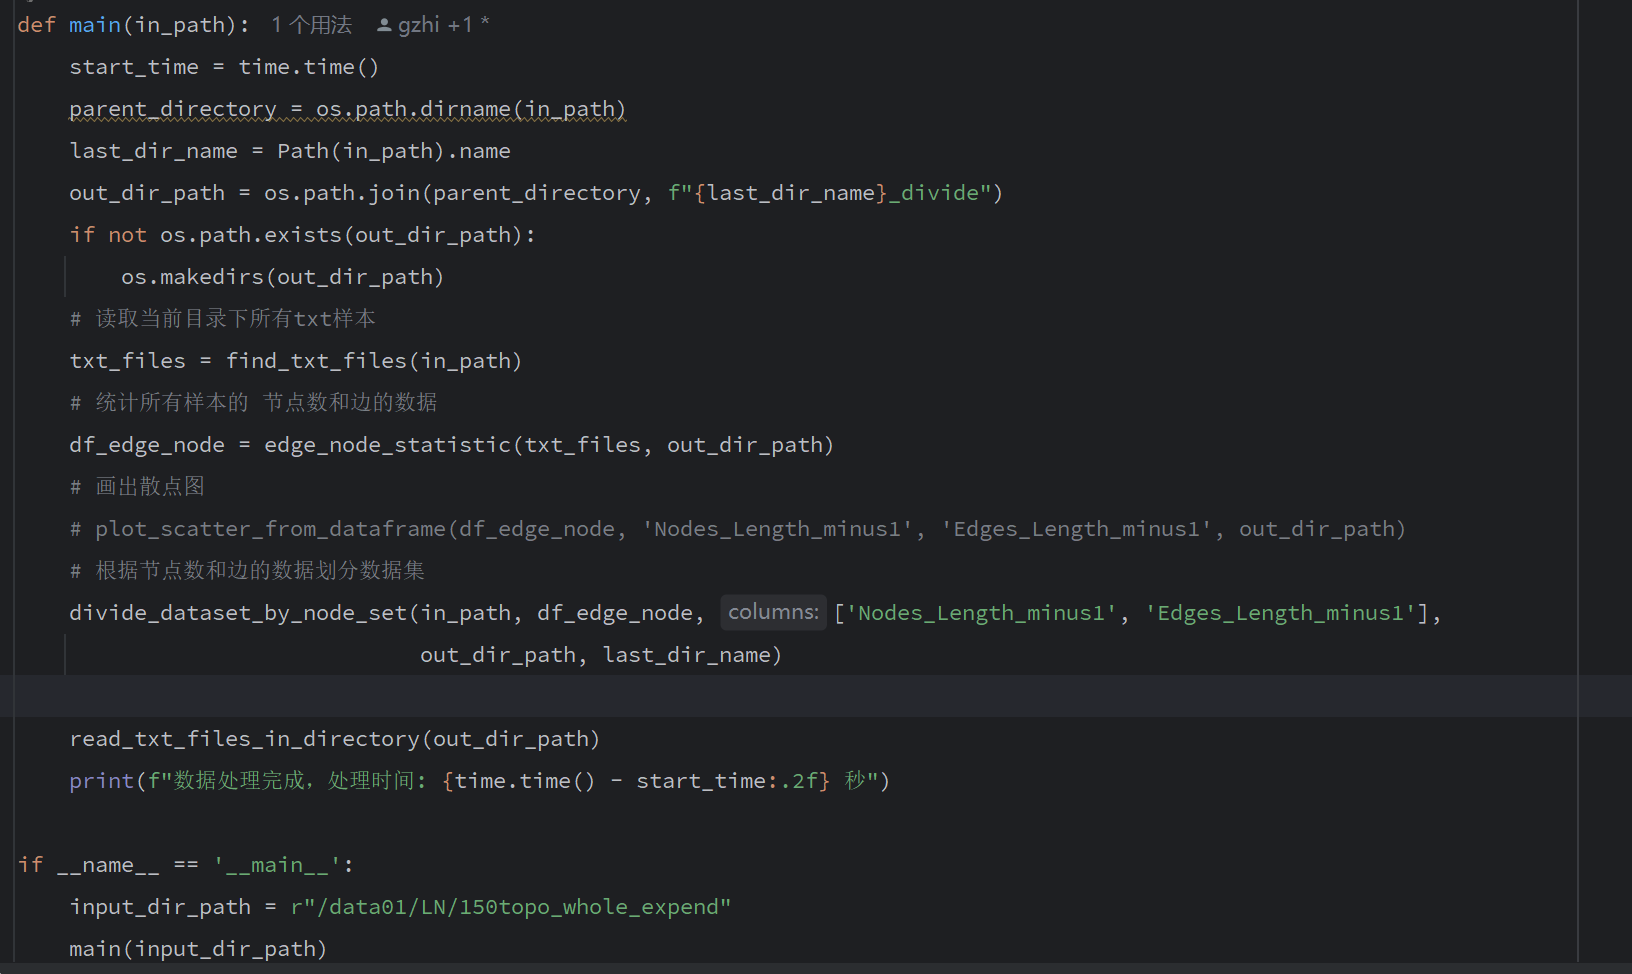 def main(in_path):  1 个用法  gzhi +1 *
    start_time = time.time()
    parent_directory = os.path.dirname(in_path)
    last_dir_name = Path(in_path).name
    out_dir_path = os.path.join(parent_directory, f"{last_dir_name}_divide")
    if not os.path.exists(out_dir_path):
        os.makedirs(out_dir_path)
    # 读取当前目录下所有txt样本
    txt_files = find_txt_files(in_path)
    # 统计所有样本的 节点数和边的数据
    df_edge_node = edge_node_statistic(txt_files, out_dir_path)
    # 画出散点图
    # plot_scatter_from_dataframe(df_edge_node, 'Nodes_Length_minus1', 'Edges_Length_minus1', out_dir_path)
    # 根据节点数和边的数据划分数据集
    divide_dataset_by_node_set(in_path, df_edge_node, columns: ['Nodes_Length_minus1', 'Edges_Length_minus1'],
                               out_dir_path, last_dir_name)
    read_txt_files_in_directory(out_dir_path)
    print(f"数据处理完成，处理时间: {time.time() - start_time:.2f} 秒")
if __name__ == '__main__':
    input_dir_path = r"/data01/LN/150topo_whole_expend"
    main(input_dir_path)